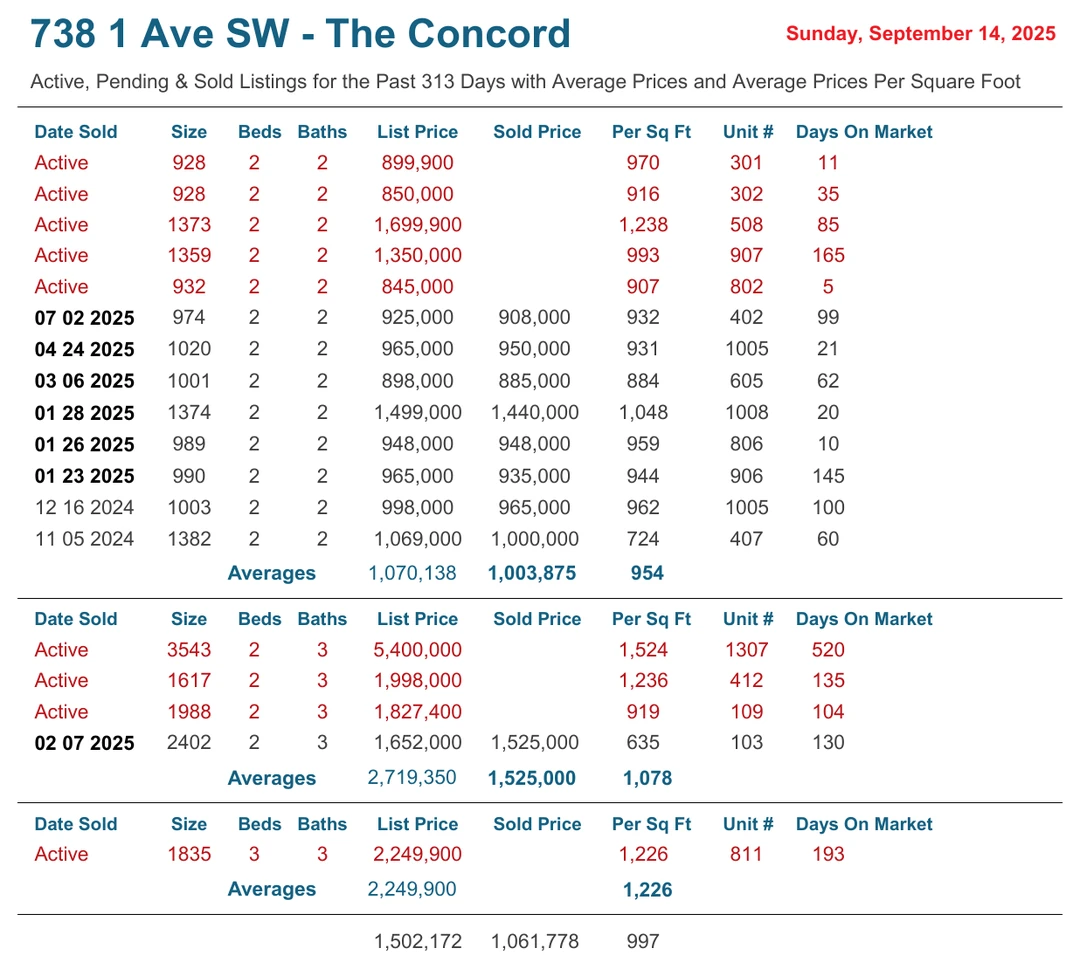 738 1 Ave SW - The Concord Sunday, September 14, 2025
Active, Pending & Sold Listings for the Past 313 Days with Average Prices and Average Prices Per Square Foot
Date Sold Size Beds Baths List Price Sold Price Per Sq Ft Unit # Days On Market
Active 928 2 2 899,900 970 301 11
Active 928 2 2 850,000 916 302 35
Active 1373 2 2 1,699,900 1,238 508 85
Active 1359 2 2 1,350,000 993 907 165
Active 932 2 2 845,000 907 802 5
07 02 2025 974 2 2 925,000 908,000 932 402 99
04 24 2025 1020 2 2 965,000 950,000 931 1005 21
03 06 2025 1001 2 2 898,000 885,000 884 605 62
01 28 2025 1374 2 2 1,499,000 1,440,000 1,048 1008 20
01 26 2025 989 2 2 948,000 948,000 959 806 10
01 23 2025 990 2 2 965,000 935,000 944 906 145
12 16 2024 1003 2 2 998,000 965,000 962 1005 100
11 05 2024 1382 2 2 1,069,000 1,000,000 724 407 60
Averages 1,070,138 1,003,875 954
Date Sold Size Beds Baths List Price Sold Price Per Sq Ft Unit # Days On Market
Active 3543 2 3 5,400,000 1,524 1307 520
Active 1617 2 3 1,998,000 1,236 412 135
Active 1988 2 3 1,827,400 919 109 104
02 07 2025 2402 2 3 1,652,000 1,525,000 635 103 130
Averages 2,719,350 1,525,000 1,078
Date Sold Size Beds Baths List Price Sold Price Per Sq Ft Unit # Days On Market
Active 1835 3 3 2,249,900 1,226 811 193
Averages 2,249,900 1,226
1,502,172 1,061,778 997